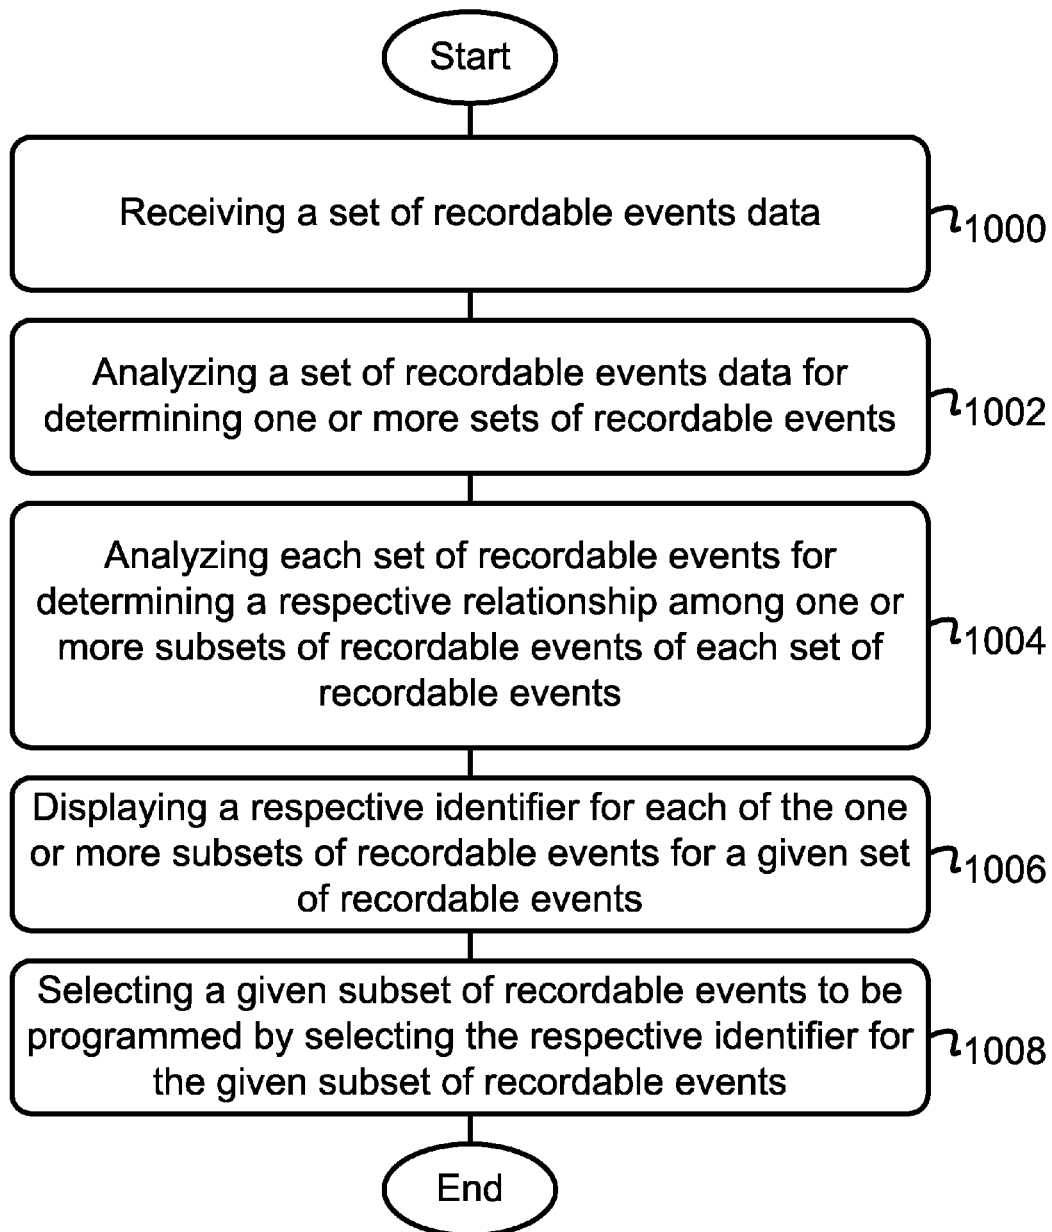 Start
Receiving a set of recordable events data
1000
Analyzing a set of recordable events data for
determining one or more sets of recordable events
1002
Analyzing each set of recordable events for
determining a respective relationship among one or
more subsets of recordable events of each set of
recordable events
1004
Displaying a respective identifier for each of the one
or more subsets of recordable events for a given set
of recordable events
1006
Selecting a given subset of recordable events to be
programmed by selecting the respective identifier for
the given subset of recordable events
1008
End